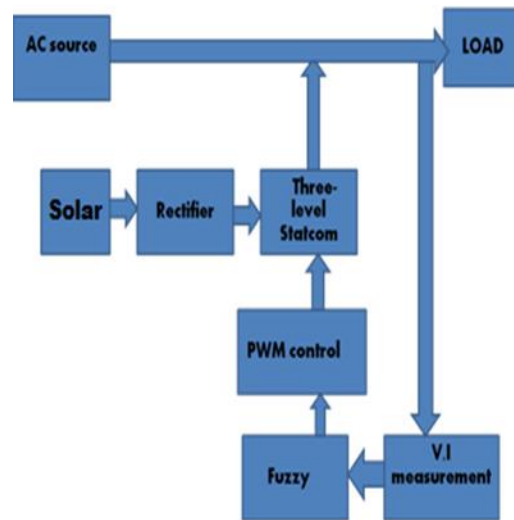 AC source
LOAD
Solar
Rectifier
Three-
level
Statcom
PWM control
Fuzzy
V.I
measurement